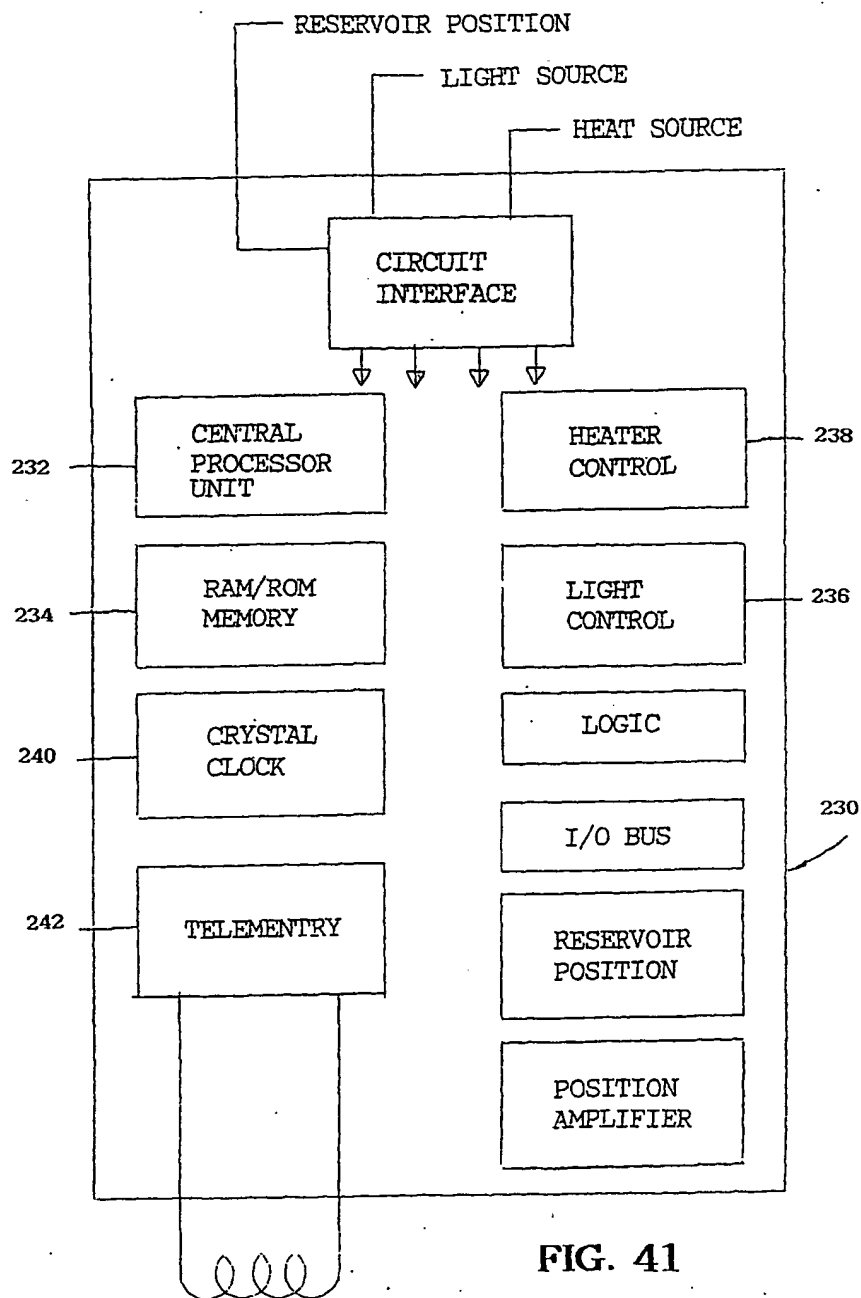 RESERVOIR POSITION
LIGHT SOURCE
HEAT SOURCE
CIRCUIT
INTERFACE
CENTRAL
PROCESSOR
UNIT
232
HEATER
CONTROL
238
RAM/ROM
MEMORY
234
LIGHT
CONTROL
236
CRYSTAL
CLOCK
240
LOGIC
I/O BUS
230
TELEMENTRY
242
RESERVOIR
POSITION
POSITION
AMPLIFIER
FIG. 41